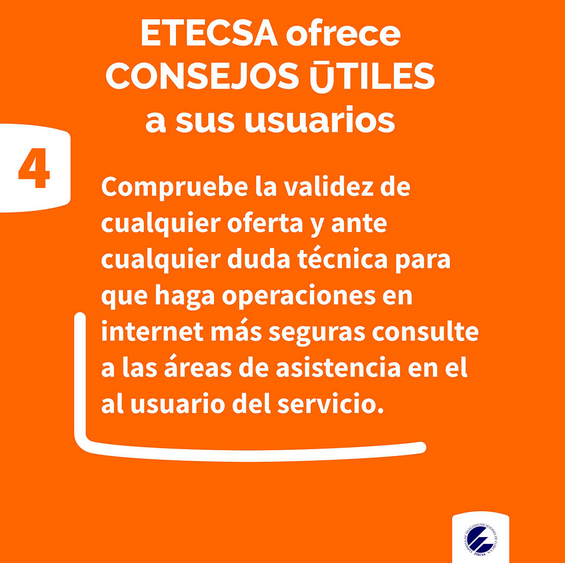 ETECSA ofrece
CONSEJOS ŪTILES
a sus usuarios
4
Compruebe la validez de
cualquier oferta y ante
cualquier duda técnica para
que haga operaciones en
internet más seguras consulte
a las áreas de asistencia en el
al usuario del servicio.